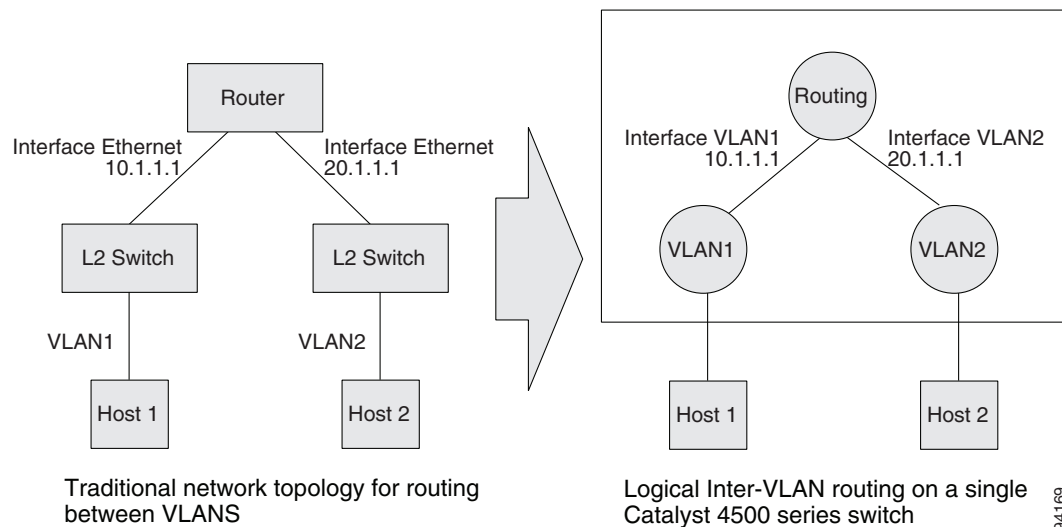 Router
Interface Ethernet
10.1.1.1
Interface Ethernet
20.1.1.1
L2 Switch
L2 Switch
VLAN1
VLAN2
Host 1
Host 2
Traditional network topology for routing
between VLANS
Routing
Interface VLAN1
10.1.1.1
Interface VLAN2
20.1.1.1
VLAN1
VLAN2
Host 1
Host 2
Logical Inter-VLAN routing on a single
Catalyst 4500 series switch